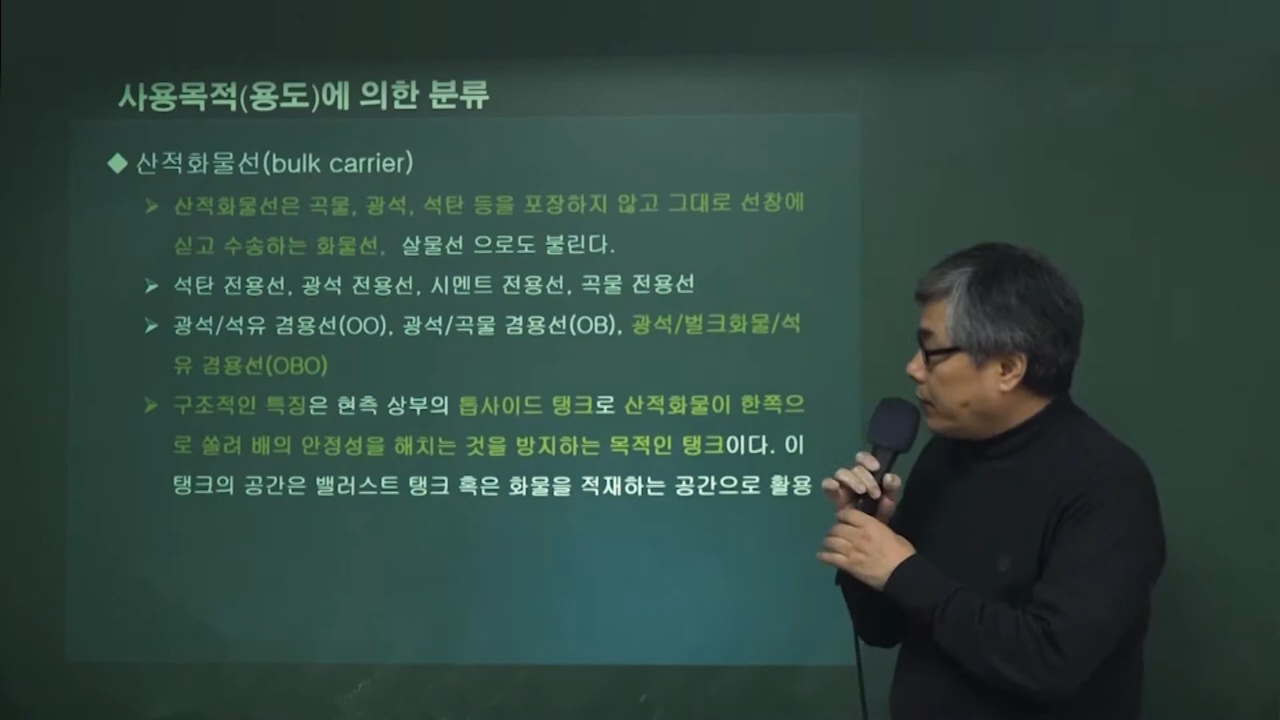 사용목적(용도)에 의한 분류
◆ 산적화물선(bulk carrier)
➢ 산적화물선은 곡물, 광석, 석탄 등을 포장하지 않고 그대로 선창에
싣고 수송하는 화물선, 살물선 으로도 불린다.
➢ 석탄 전용선, 광석 전용선, 시멘트 전용선, 곡물 전용선
➢ 광석/석유 겸용선(OO), 광석/곡물 겸용선(OB), 광석/벌크화물/석
유 겸용선(OBO)
➢ 구조적인 특징은 현측 상부의 톱사이드 탱크로 산적화물이 한쪽으
로 쏠려 배의 안정성을 해치는 것을 방지하는 목적인 탱크이다. 이
탱크의 공간은 밸러스트 탱크 혹은 화물을 적재하는 공간으로 활용